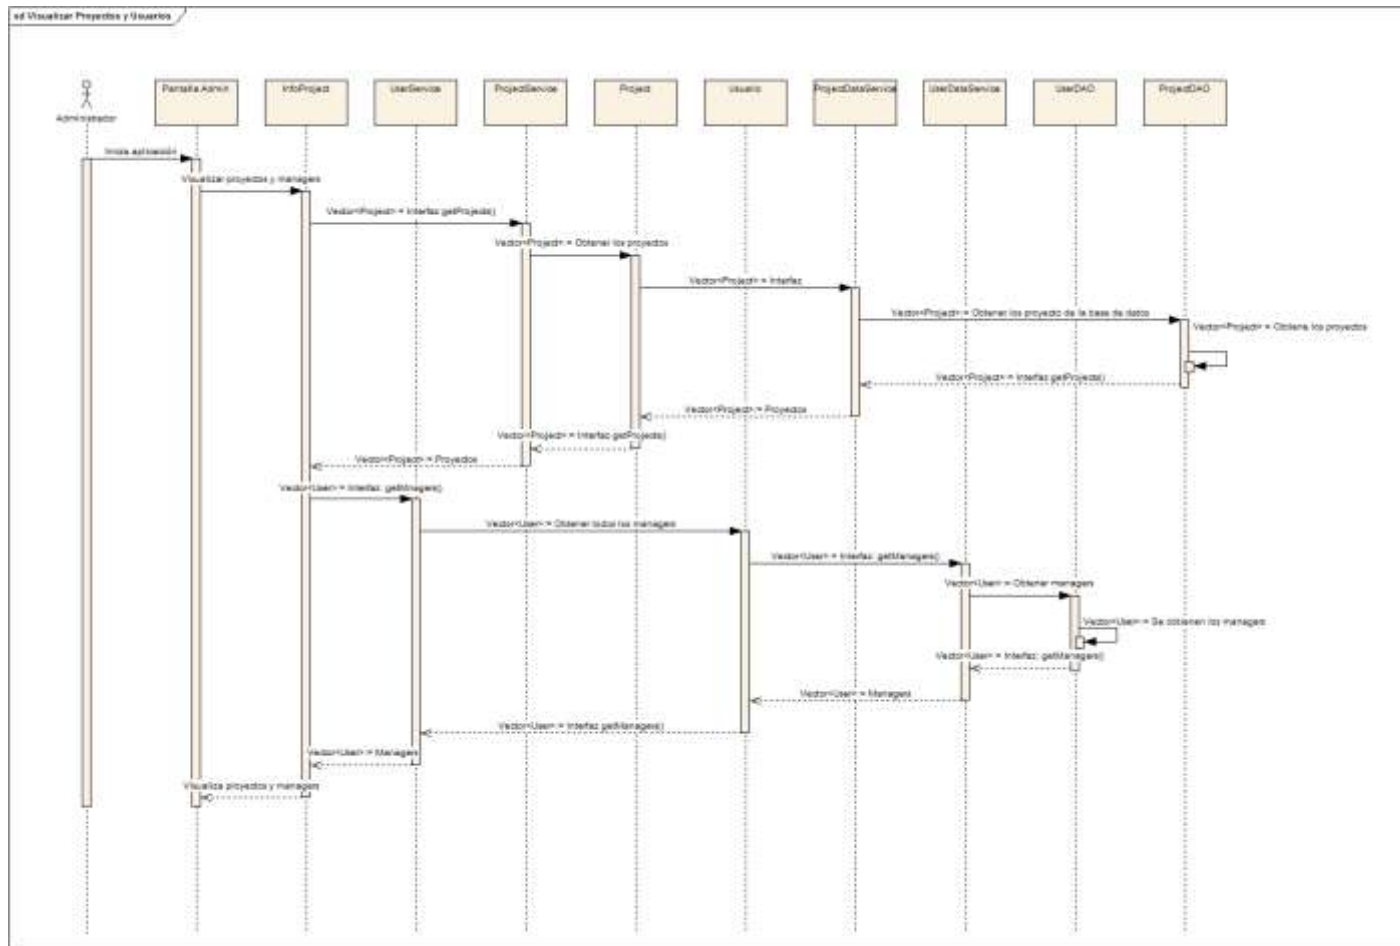 sd Visualizar Proyectos y Usuarios
Administrador
Pantalla Admin
InfoProject
UserService
ProjectService
Project
Usuario
ProjectDataService
UserDataService
UserDAO
ProjectDAO
Inicia aplicación
Visualizar proyectos y managers
Vector<Project> = Interfaz getProjects()
Vector<Project> = Obtener los proyectos
Vector<Project> = Interfaz
Vector<Project> = Obtener los proyecto de la base de datos
Vector<Project> = Obtiene los proyectos
Vector<Project> = Interfaz getProjects()
Vector<Project> = Proyectos
Vector<Project> = Interfaz getProjects()
Vector<Project> = Proyectos
Vector<User> = Interfaz: getManagers()
Vector<User> = Obtener todos los managers
Vector<User> = Interfaz: getManagers()
Vector<User> = Obtener managers
Vector<User> = Se obtienen los managers
Vector<User> = Interfaz: getManagers()
Vector<User> = Managers
Vector<User> = Interfaz getManagers()
Vector<User> = Managers
Visualiza proyectos y managers